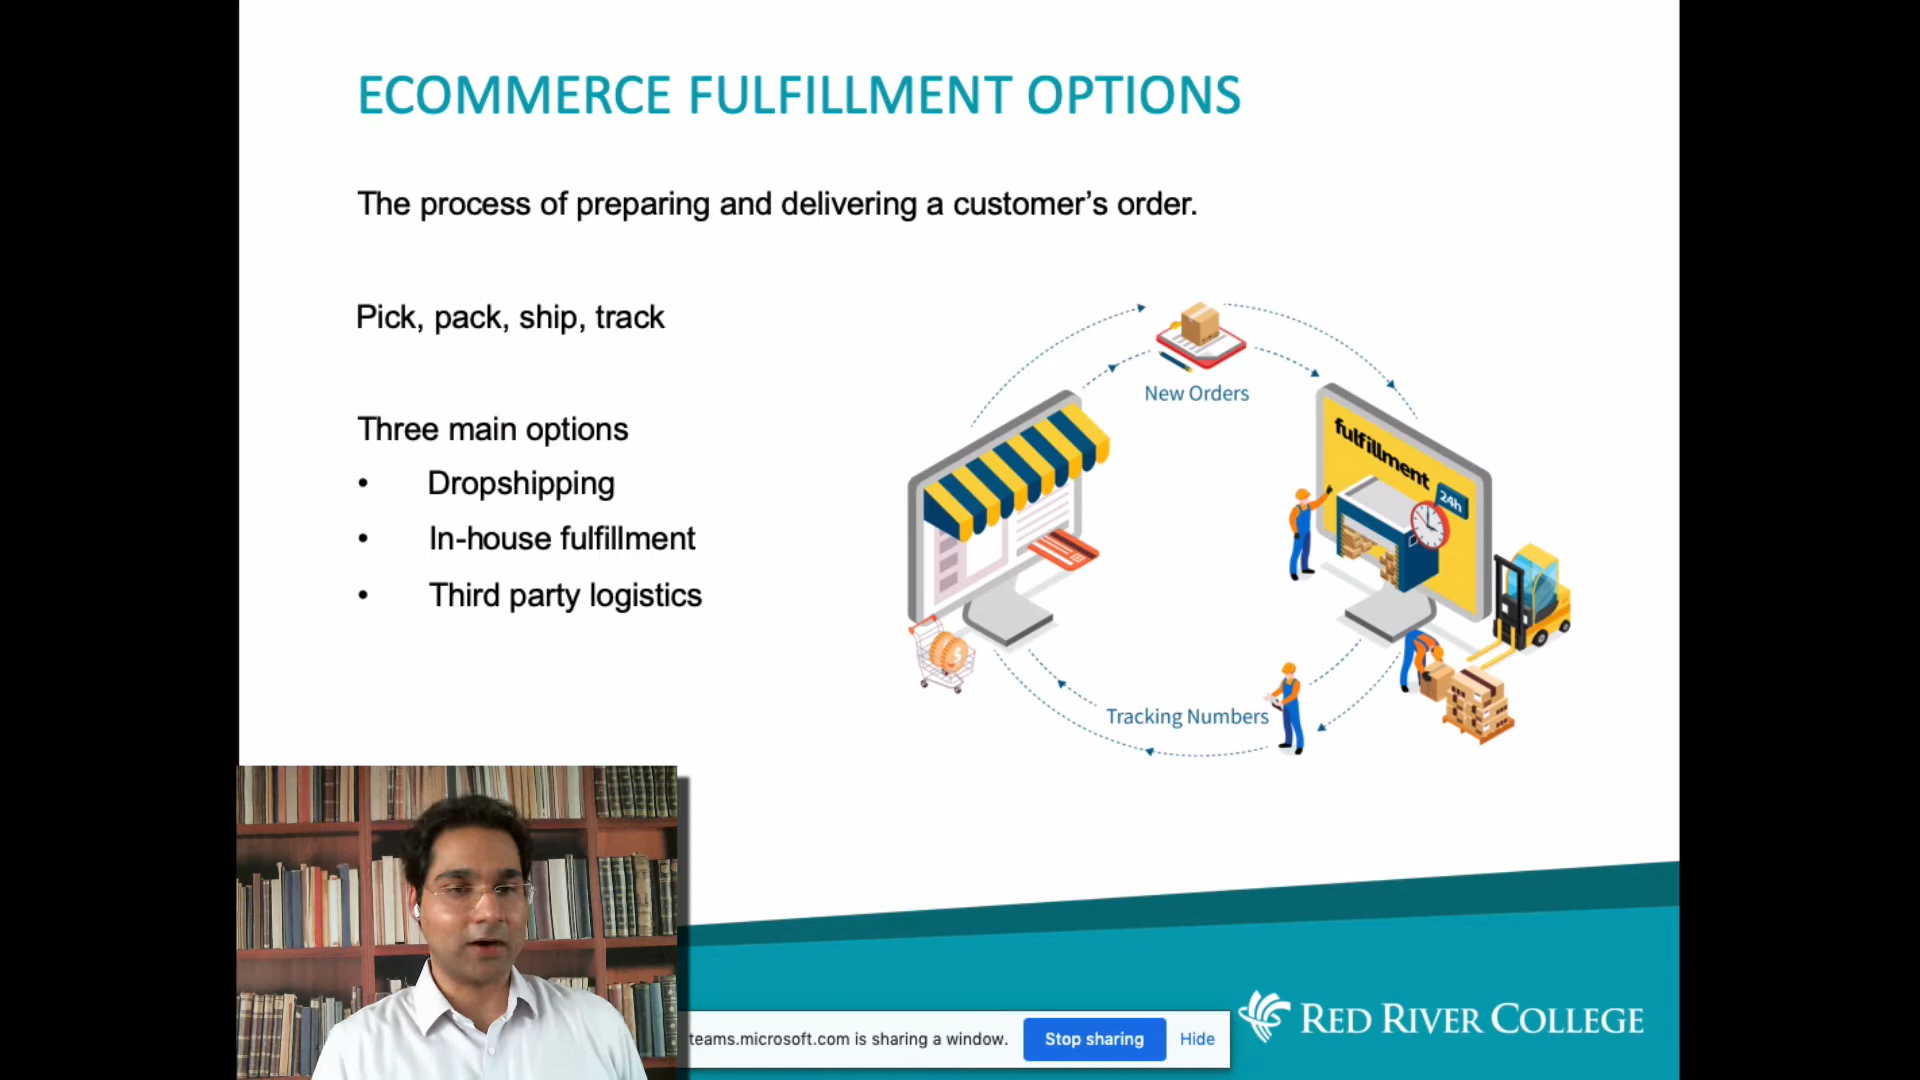 ECOMMERCE FULFILLMENT OPTIONS
The process of preparing and delivering a customer’s order.
Pick, pack, ship, track
Three main options
• Dropshipping
• In-house fulfillment
• Third party logistics
New Orders
fulfillment
24h
Tracking Numbers
teams.microsoft.com is sharing a window.
Stop sharing
Hide
RED RIVER COLLEGE